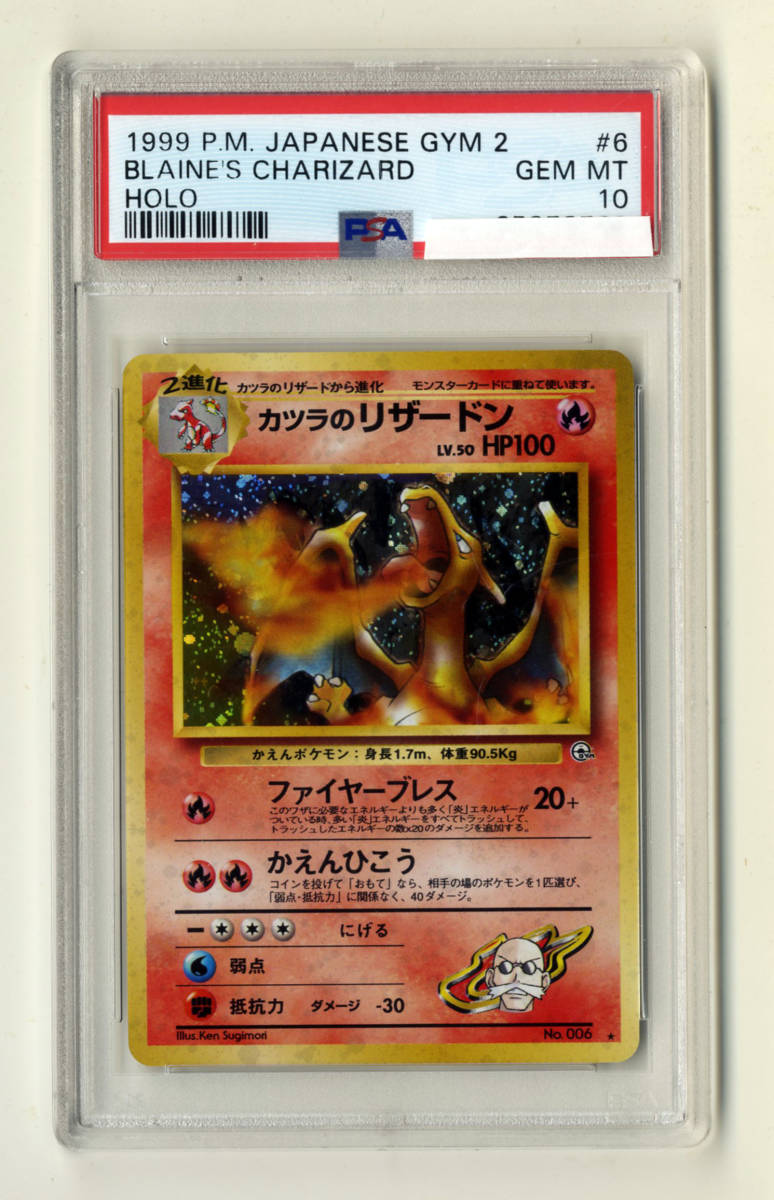 1999 P.M. JAPANESE GYM 2 #6
BLAINE'S CHARIZARD GEM MT
HOLO 10
PSA
2進化 カツラのリザードから進化 モンスターカードに重ねて使います。
カツラのリザードン
LV.50 HP100
かえんポケモン：身長1.7m、体重90.5Kg
GYM
ファイヤーブレス 20+
このワザに必要なエネルギーよりも多く「炎」エネルギーが
ついている時、多い「炎」エネルギーをすべてトラッシュして、
トラッシュしたエネルギーの数x20のダメージを追加する。
かえんひこう
コインを投げて「おもて」なら、相手の場のポケモンを1匹選び、
「弱点・抵抗力」に関係なく、40ダメージ。
にげる
弱点
抵抗力 ダメージ -30
Illus.Ken Sugimori No. 006 ★
PSA